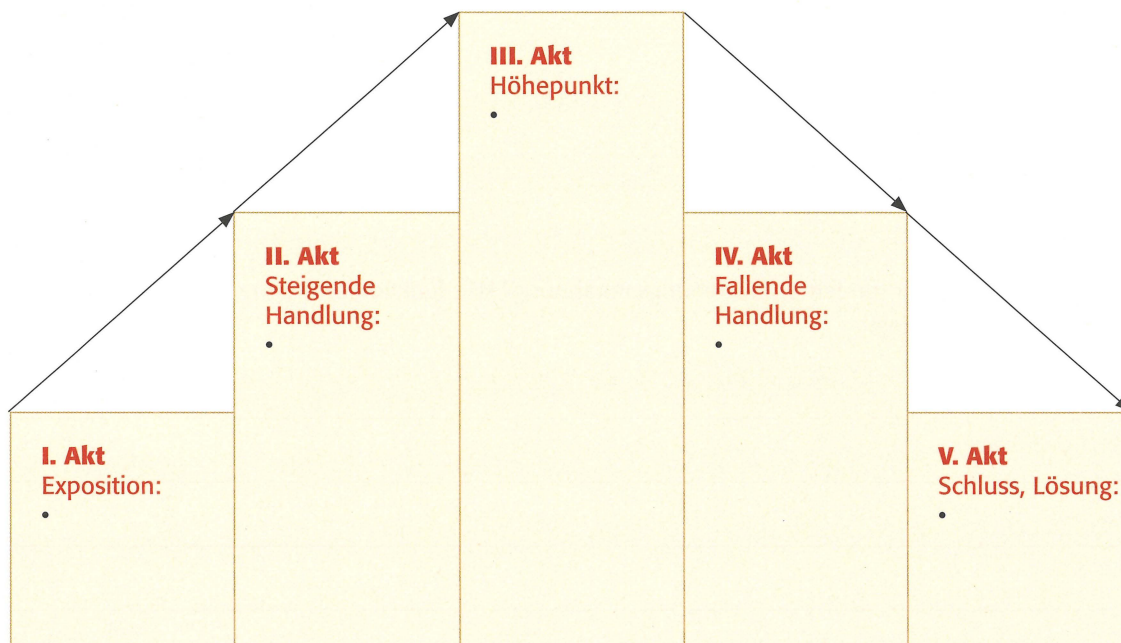 I. Akt
Exposition:
•
II. Akt
Steigende
Handlung:
•
III. Akt
Höhepunkt:
•
IV. Akt
Fallende
Handlung:
•
V. Akt
Schluss, Lösung:
•